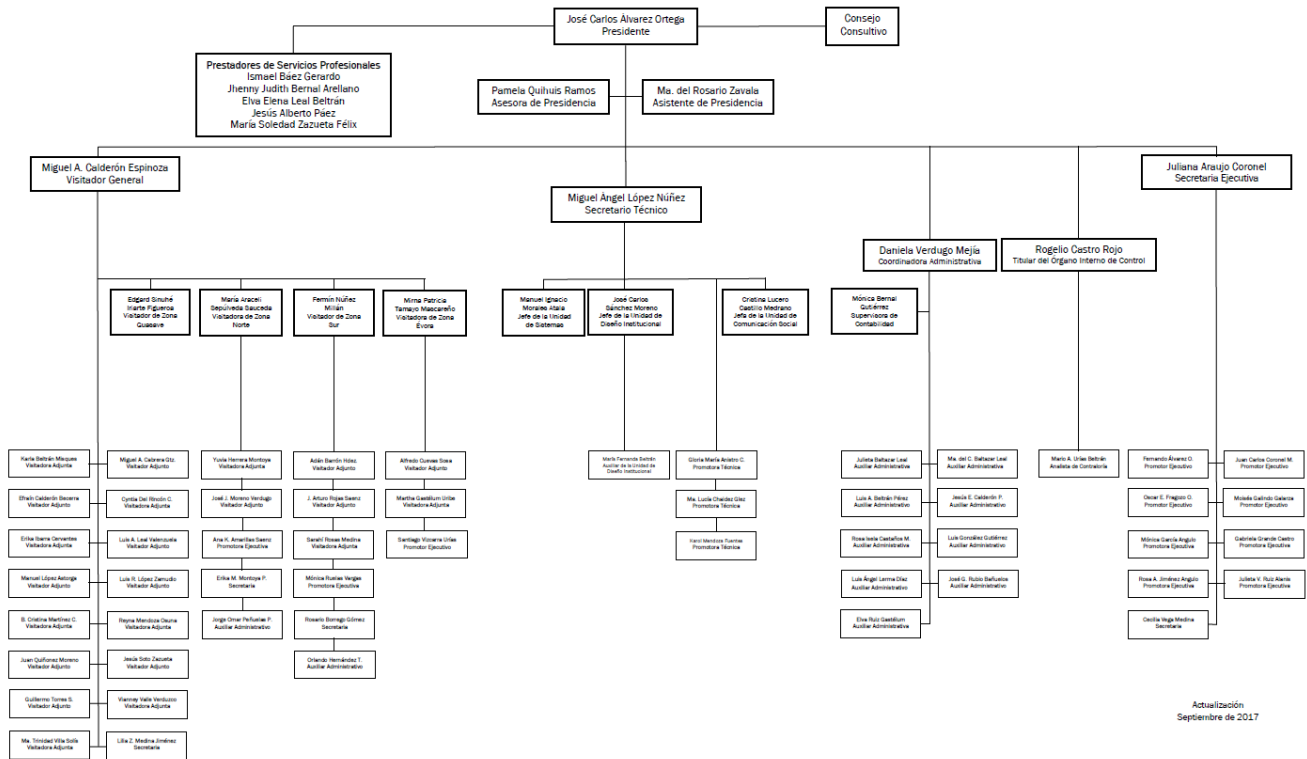 José Carlos Álvarez Ortega
Presidente
Consejo
Consultivo
Prestadores de Servicios Profesionales
Ismael Báez Gerardo
Jhenny Judith Bernal Arellano
Elva Elena Leal Beltrán
Jesús Alberto Páez
María Soledad Zazueta Félix
Pamela Quihuis Ramos
Asesora de Presidencia
Ma. del Rosario Zavala
Asistente de Presidencia
Miguel A. Calderón Espinoza
Visitador General
Miguel Ángel López Núñez
Secretario Técnico
Juliana Araujo Coronel
Secretaria Ejecutiva
Daniela Verdugo Mejía
Coordinadora Administrativa
Rogelio Castro Rojo
Titular del Órgano Interno de Control
Edgard Sinuhé
Iriarte Figueroa
Visitador de Zona
Guasave
María Araceli
Sepúlveda Sauceda
Visitadora de Zona
Norte
Fermín Núñez
Millán
Visitador de Zona
Sur
Mirna Patricia
Tamayo Mascareño
Visitadora de Zona
Évora
Manuel Ignacio
Morales Atala
Jefe de la Unidad
de Sistemas
José Carlos
Sánchez Moreno
Jefe de la Unidad de
Diseño Institucional
Cristina Lucero
Castillo Medrano
Jefa de la Unidad de
Comunicación Social
Mónica Bernal
Gutiérrez
Supervisora de
Contabilidad
Karla Beltrán Misques
Visitadora Adjunta
Miguel A. Cabrera Gtz.
Visitador Adjunto
Efraín Calderón Becerra
Visitador Adjunto
Cyntia Del Rincón C.
Visitadora Adjunta
Erika Ibarra Cervantes
Visitadora Adjunta
Luis A. Leal Valenzuela
Visitador Adjunto
Manuel López Astorga
Visitador Adjunto
Luis R. López Zamudio
Visitador Adjunto
B. Cristina Martínez C.
Visitadora Adjunta
Reyna Mendoza Osuna
Visitadora Adjunta
Juan Quiñonez Moreno
Visitador Adjunto
Jesús Soto Zazueta
Visitador Adjunto
Guillermo Torres S.
Visitador Adjunto
Vianney Valle Verduzco
Visitadora Adjunta
Ma. Trinidad Villa Solís
Visitadora Adjunta
Lilia Z. Medina Jiménez
Secretaria
Yuvia Herrera Montoya
Visitadora Adjunta
José J. Moreno Verdugo
Visitador Adjunto
Ana K. Amarillas Saenz
Promotora Ejecutiva
Erika M. Montoya P.
Secretaria
Jorge Omar Peñuelas P.
Auxiliar Administrativo
Adán Barrón Hdez.
Visitador Adjunto
J. Arturo Rojas Saenz
Visitador Adjunto
Sarahí Rosas Medina
Visitadora Adjunta
Mónica Ruelas Vargas
Promotora Ejecutiva
Rosario Borrego Gómez
Secretaria
Orlando Hernández T.
Auxiliar Administrativo
Alfredo Cuevas Sosa
Visitador Adjunto
Martha Gastélum Uribe
Visitadora Adjunta
Santiago Vizcarra Urías
Promotor Ejecutivo
María Fernanda Beltrán
Auxiliar de la Unidad de
Diseño Institucional
Gloria María Anistro C.
Promotora Técnica
Ma. Lucía Chaidez Glez
Promotora Técnica
Karol Mendoza Fuentes
Promotora Técnica
Julieta Baltazar Leal
Auxiliar Administrativa
Ma. del C. Baltazar Leal
Auxiliar Administrativa
Luis A. Beltrán Pérez
Auxiliar Administrativo
Jesús E. Calderón P.
Auxiliar Administrativo
Rosa Isela Castaños M.
Auxiliar Administrativa
Luis González Gutiérrez
Auxiliar Administrativo
Luis Ángel Lerma Díaz
Auxiliar Administrativo
José G. Rubio Bañuelos
Auxiliar Administrativo
Elva Ruiz Gastélum
Auxiliar Administrativa
Mario A. Urías Beltrán
Analista de Contraloría
Fernando Álvarez O.
Promotor Ejecutivo
Juan Carlos Coronel M.
Promotor Ejecutivo
Oscar E. Fregozo O.
Promotor Ejecutivo
Moisés Galindo Galarza
Promotor Ejecutivo
Mónica García Angulo
Promotora Ejecutiva
Gabriela Grande Castro
Promotora Ejecutiva
Rosa A. Jiménez Angulo
Promotora Ejecutiva
Julieta V. Ruiz Alanis
Promotora Ejecutiva
Cecilia Vega Medina
Secretaria
Actualización
Septiembre de 2017